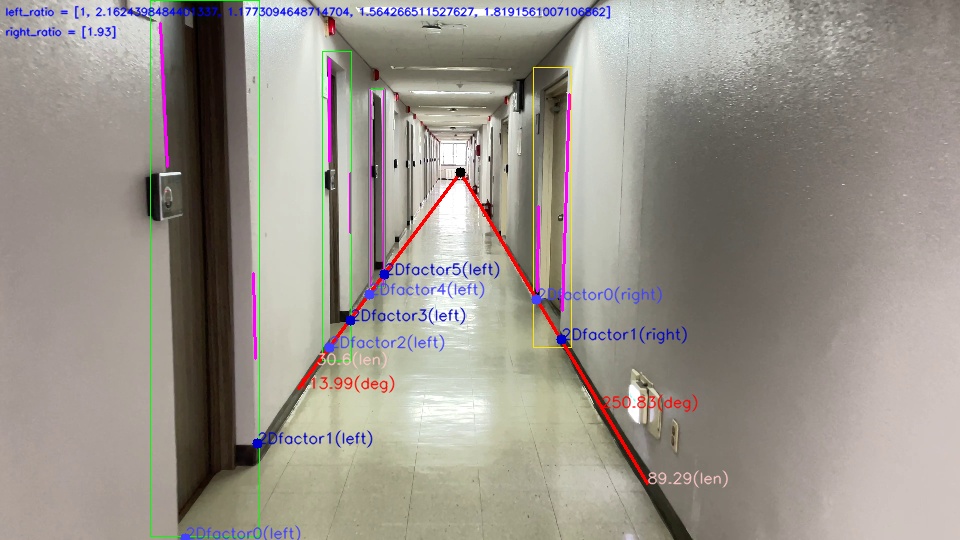 left_ratio = [1, 2.1624398484401337, 1.1773094648714704, 1.564266511527627, 1.8191561007106862]
right_ratio = [1.93]
2Dfactor5(left)
2Dfactor4(left)
2Dfactor0(right)
2Dfactor3(left)
2Dfactor1(right)
2Dfactor2(left)
30.6(len)
13.99(deg)
250.83(deg)
2Dfactor1(left)
89.29(len)
2Dfactor0(left)